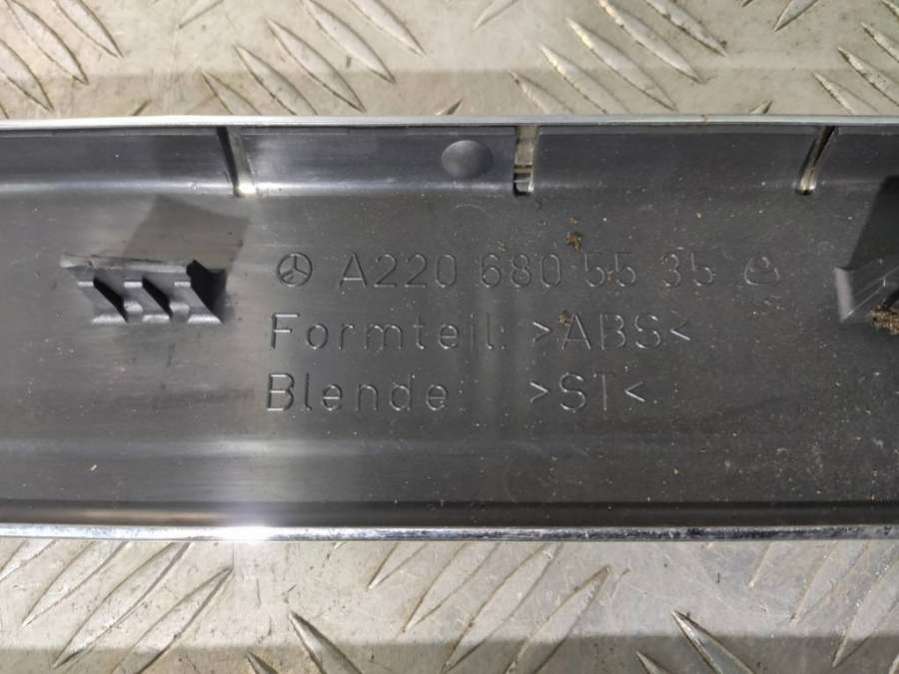 A220 680 55 35
Formteil: >ABS<
Blende: >ST<